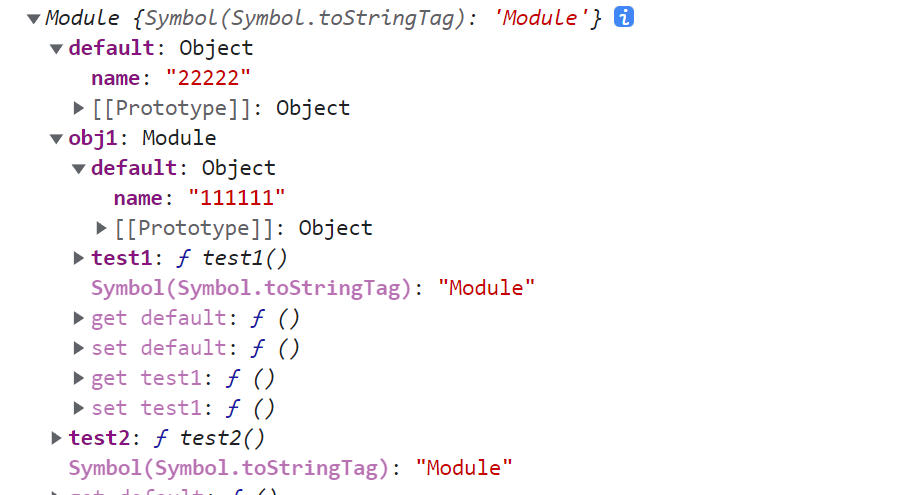 Module {Symbol(Symbol.toStringTag): 'Module'} i
default: Object
name: "22222"
[[Prototype]]: Object
obj1: Module
default: Object
name: "111111"
[[Prototype]]: Object
test1: ƒ test1()
Symbol(Symbol.toStringTag): "Module"
get default: ƒ ()
set default: ƒ ()
get test1: ƒ ()
set test1: ƒ ()
test2: ƒ test2()
Symbol(Symbol.toStringTag): "Module"
get default: ƒ ()